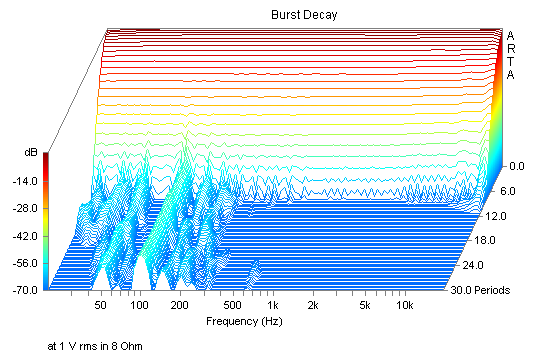 Burst Decay
A
R
T
A
dB
-14.0
-28.0
-42.0
-56.0
-70.0
0.0
6.0
12.0
18.0
24.0
30.0 Periods
50 100 200 500 1k 2k 5k 10k
Frequency (Hz)
at 1 V rms in 8 Ohm